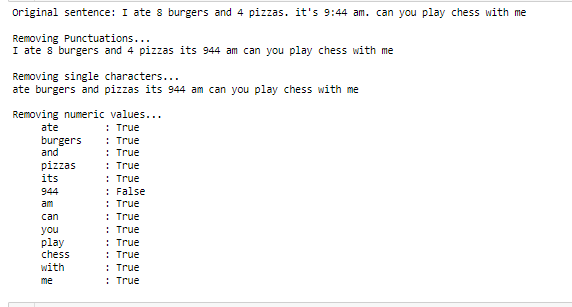 Original sentence: I ate 8 burgers and 4 pizzas. it's 9:44 am. can you play chess with me
Removing Punctuations...
I ate 8 burgers and 4 pizzas its 944 am can you play chess with me
Removing single characters...
ate burgers and pizzas its 944 am can you play chess with me
Removing numeric values...
ate : True
burgers : True
and : True
pizzas : True
its : True
944 : False
am : True
can : True
you : True
play : True
chess : True
with : True
me : True